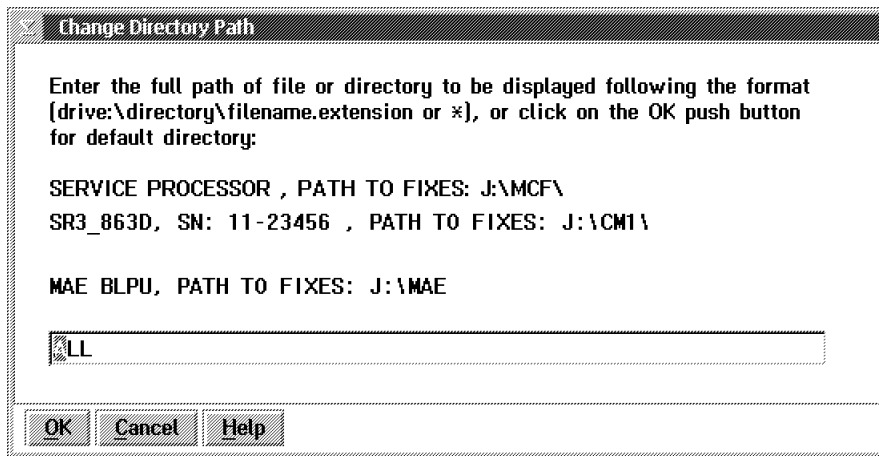 Change Directory Path
Enter the full path of file or directory to be displayed following the format
(drive:\directory\filename.extension or *), or click on the OK push button
for default directory:
SERVICE PROCESSOR , PATH TO FIXES: J:\MCF\
SR3_863D, SN: 11-23456 , PATH TO FIXES: J:\CM1\
MAE BLPU, PATH TO FIXES: J:\MAE
ALL
OK Cancel Help